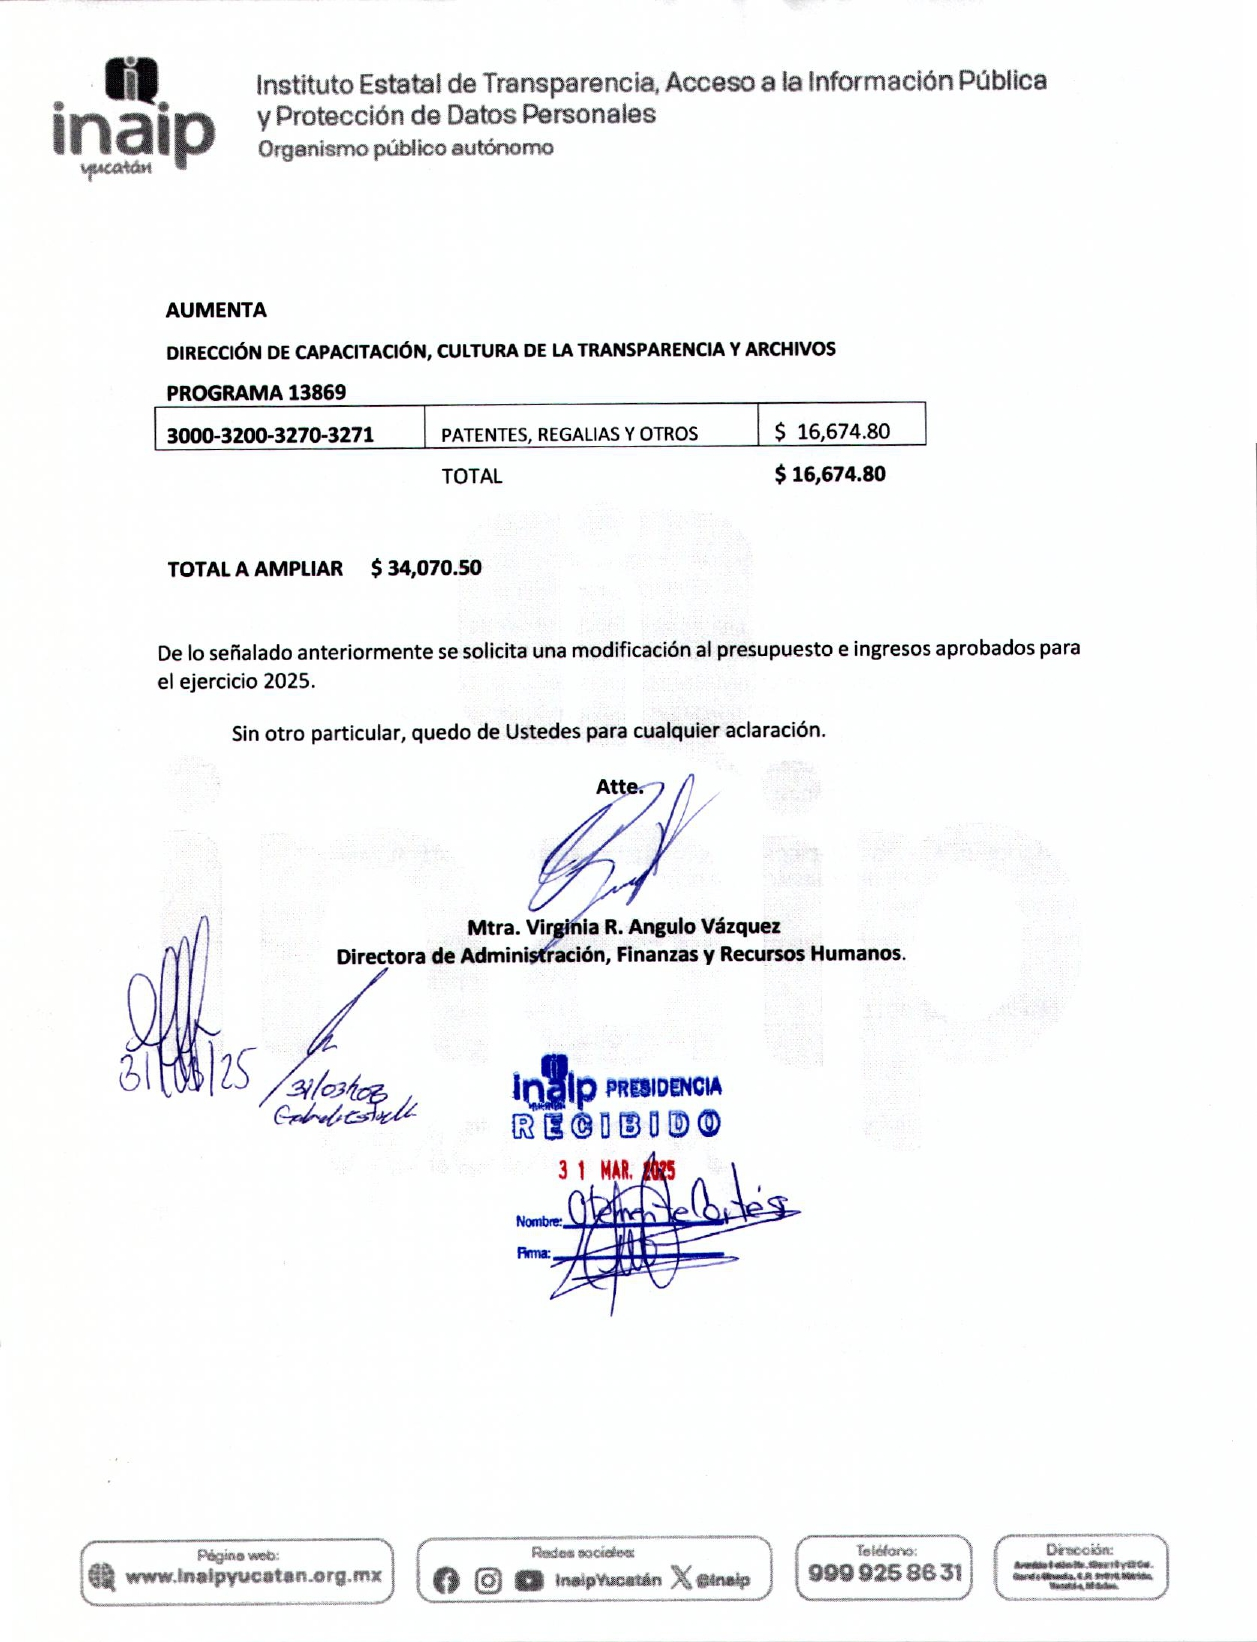 inaip
yucatán
Instituto Estatal de Transparencia, Acceso a la Información Pública
y Protección de Datos Personales
Organismo público autónomo
AUMENTA
DIRECCIÓN DE CAPACITACIÓN, CULTURA DE LA TRANSPARENCIA Y ARCHIVOS
PROGRAMA 13869
3000-3200-3270-3271 PATENTES, REGALIAS Y OTROS $ 16,674.80
TOTAL $ 16,674.80
TOTAL A AMPLIAR $ 34,070.50
De lo señalado anteriormente se solicita una modificación al presupuesto e ingresos aprobados para
el ejercicio 2025.
Sin otro particular, quedo de Ustedes para cualquier aclaración.
Atte.
Mtra. Virginia R. Angulo Vázquez
Directora de Administración, Finanzas y Recursos Humanos.
31/03/25
inaip PRESIDENCIA
RECIBIDO
31 MAR. 2025
Nombre: Clemente Cortés
Firma:
Página web:
www.inaipyucatan.org.mx
Redes sociales:
InaipYucatán @inaip
Teléfono:
999 925 86 31
Dirección: